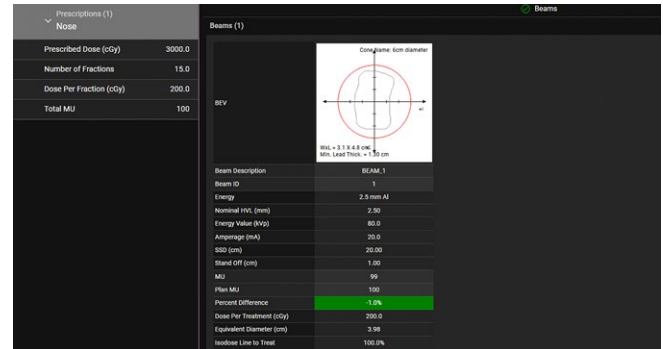 Prescriptions (1)
Nose
Prescribed Dose (cGy) 3000.0
Number of Fractions 15.0
Dose Per Fraction (cGy) 200.0
Total MU 100
Beams
Beams (1)
BEV
Cone Name: 6cm diameter
WxL = 3.1 X 4.8 cm
Min. Lead Thick. = 1.30 cm
Beam Description BEAM_1
Beam ID 1
Energy 2.5 mm Al
Nominal HVL (mm) 2.50
Energy Value (kVp) 80.0
Amperage (mA) 20.0
SSD (cm) 20.00
Stand Off (cm) 1.00
MU 99
Plan MU 100
Percent Difference -1.0%
Dose Per Treatment (cGy) 200.0
Equivalent Diameter (cm) 3.98
Isodose Line to Treat 100.0%